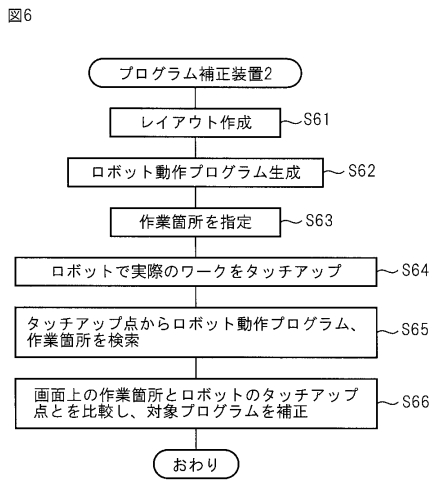 図6
プログラム補正装置2
レイアウト作成
S61
ロボット動作プログラム生成
S62
作業箇所を指定
S63
ロボットで実際のワークをタッチアップ
S64
タッチアップ点からロボット動作プログラム、
作業箇所を検索
S65
画面上の作業箇所とロボットのタッチアップ
点とを比較し、対象プログラムを補正
S66
おわり